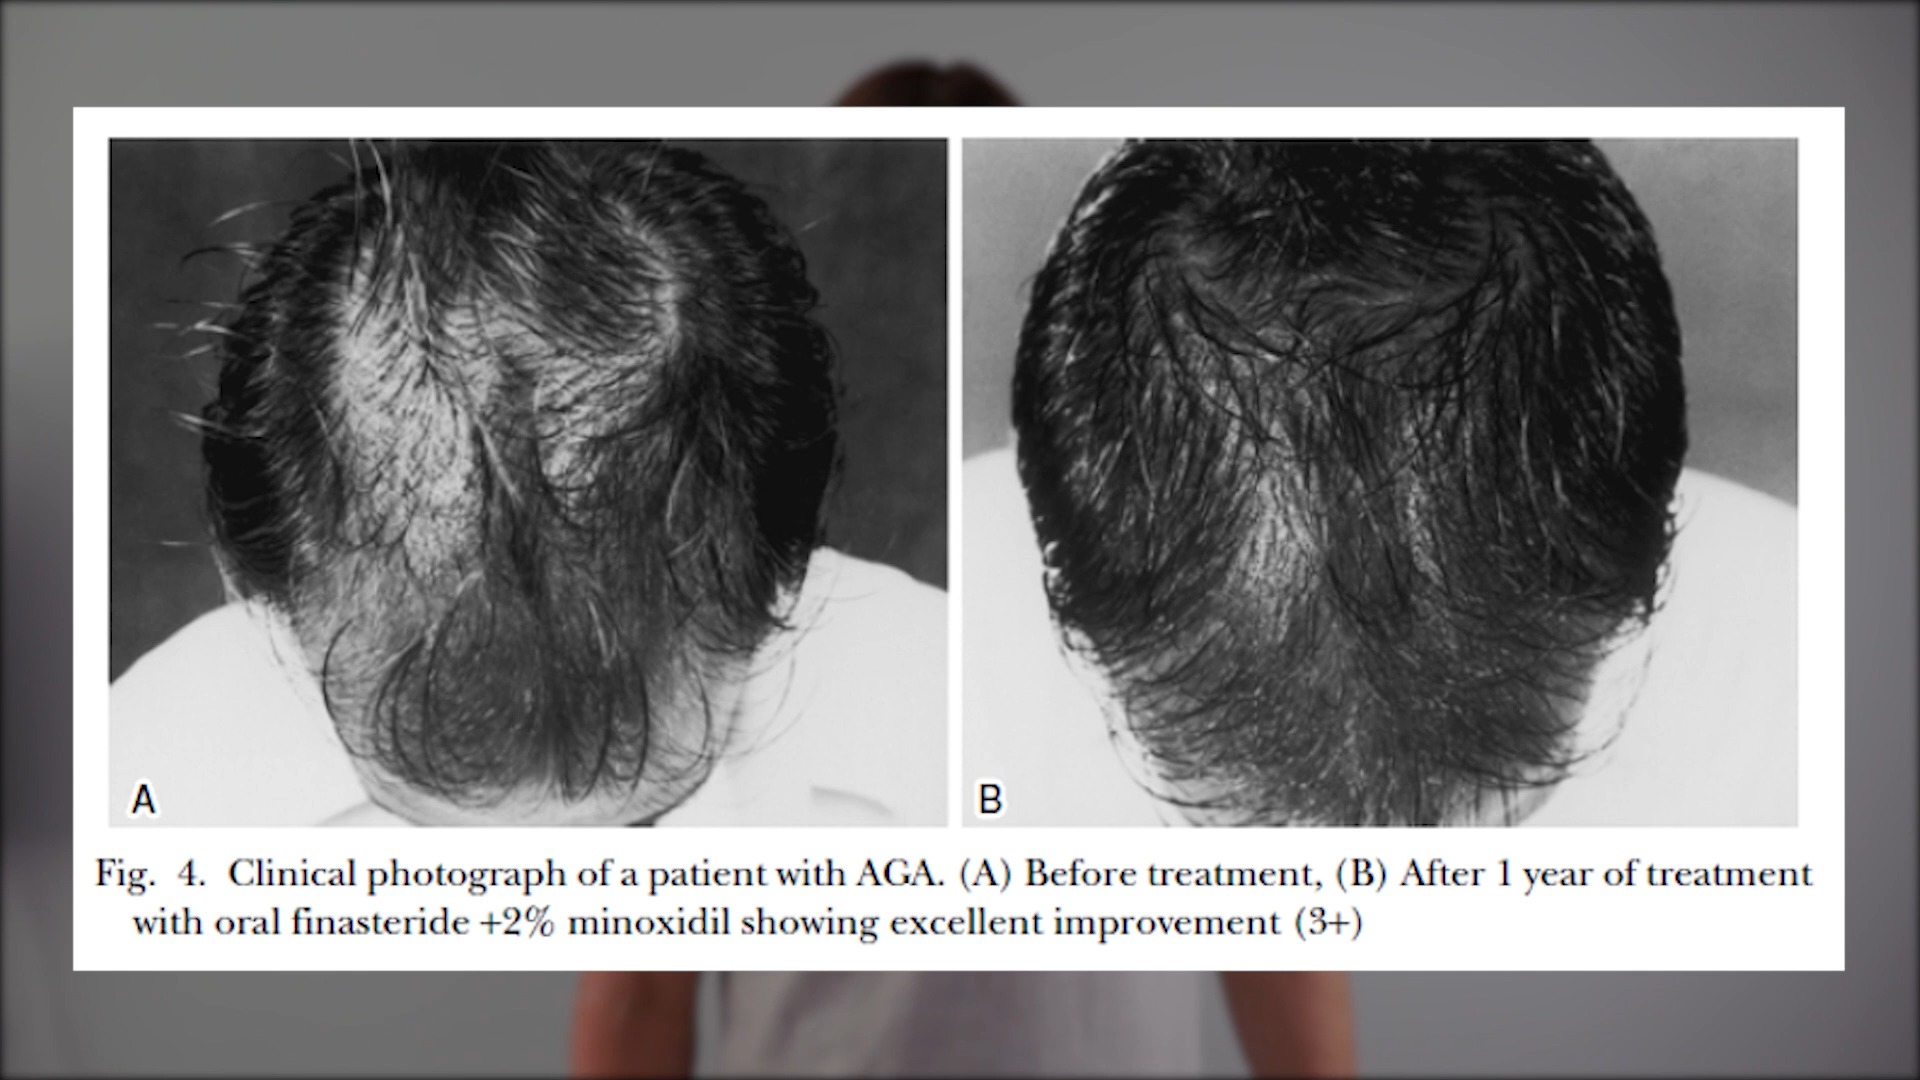 A
B
Fig. 4. Clinical photograph of a patient with AGA. (A) Before treatment, (B) After 1 year of treatment
with oral finasteride +2% minoxidil showing excellent improvement (3+)